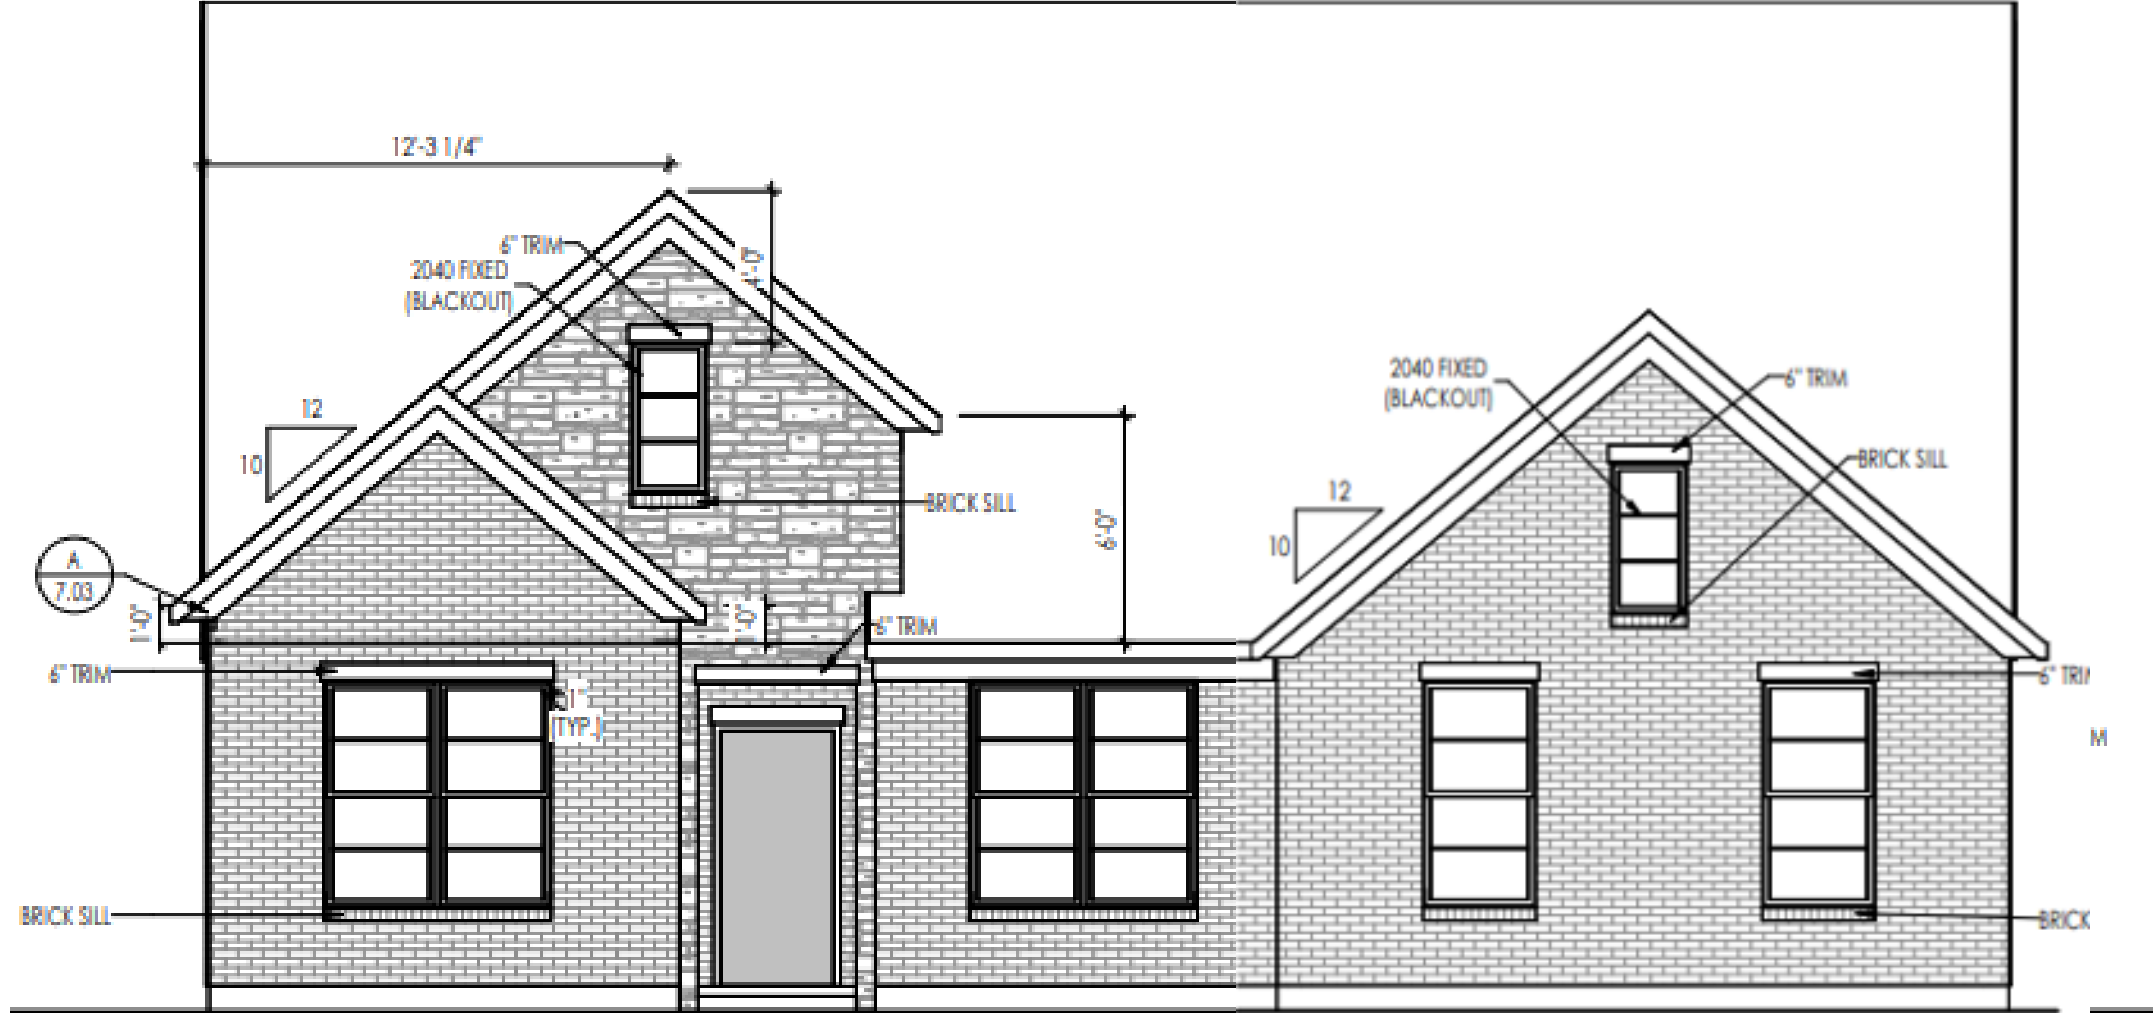 12'-3 1/4"
6" TRIM
2040 FIXED
(BLACKOUT)
4'-0"
12
10
BRICK SILL
6'-0"
A
7.03
1'-0"
1'-0"
6" TRIM
6" TRIM
1"
(TYP.)
BRICK SILL
2040 FIXED
(BLACKOUT)
6" TRIM
BRICK SILL
12
10
6" TRI
M
BRICK